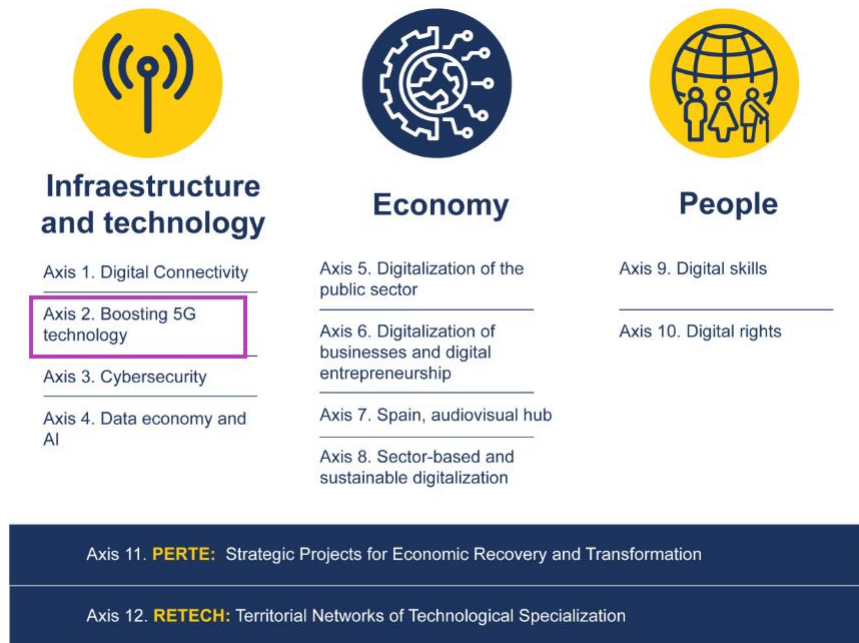 Infraestructure
and technology
Axis 1. Digital Connectivity
Axis 2. Boosting 5G
technology
Axis 3. Cybersecurity
Axis 4. Data economy and
AI
Economy
Axis 5. Digitalization of the
public sector
Axis 6. Digitalization of
businesses and digital
entrepreneurship
Axis 7. Spain, audiovisual hub
Axis 8. Sector-based and
sustainable digitalization
People
Axis 9. Digital skills
Axis 10. Digital rights
Axis 11. PERTE: Strategic Projects for Economic Recovery and Transformation
Axis 12. RETECH: Territorial Networks of Technological Specialization